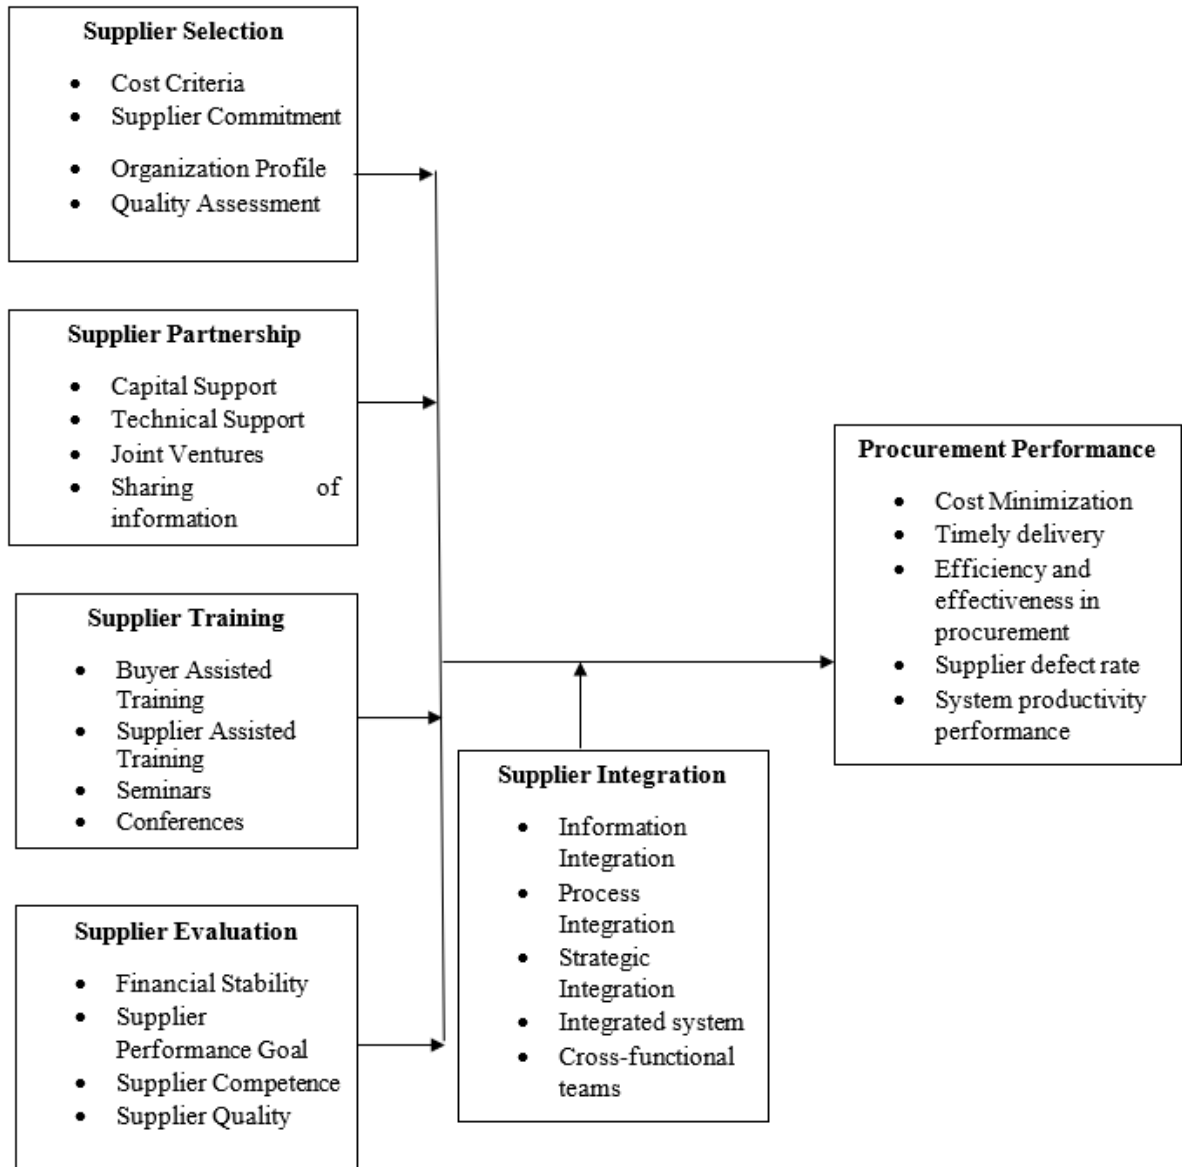 Supplier Selection
• Cost Criteria
• Supplier Commitment
• Organization Profile
• Quality Assessment
Supplier Partnership
• Capital Support
• Technical Support
• Joint Ventures
• Sharing of
information
Supplier Training
• Buyer Assisted
Training
• Supplier Assisted
Training
• Seminars
• Conferences
Supplier Evaluation
• Financial Stability
• Supplier
Performance Goal
• Supplier Competence
• Supplier Quality
Supplier Integration
• Information
Integration
• Process
Integration
• Strategic
Integration
• Integrated system
• Cross-functional
teams
Procurement Performance
• Cost Minimization
• Timely delivery
• Efficiency and
effectiveness in
procurement
• Supplier defect rate
• System productivity
performance